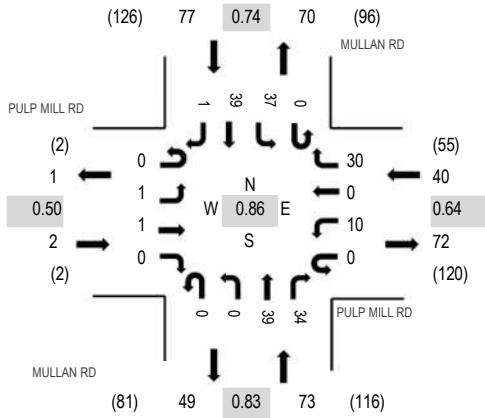 (126) 77 0.74 70 (96)
MULLAN RD
1 39 37 0
PULP MILL RD
(2) 0 30 (55)
1 1 N 0 40
0.50 W 0.86 E 0.64
2 1 S 10 72
(2) 0 0 (120)
0 0 39 34
PULP MILL RD
MULLAN RD
(81) 49 0.83 73 (116)